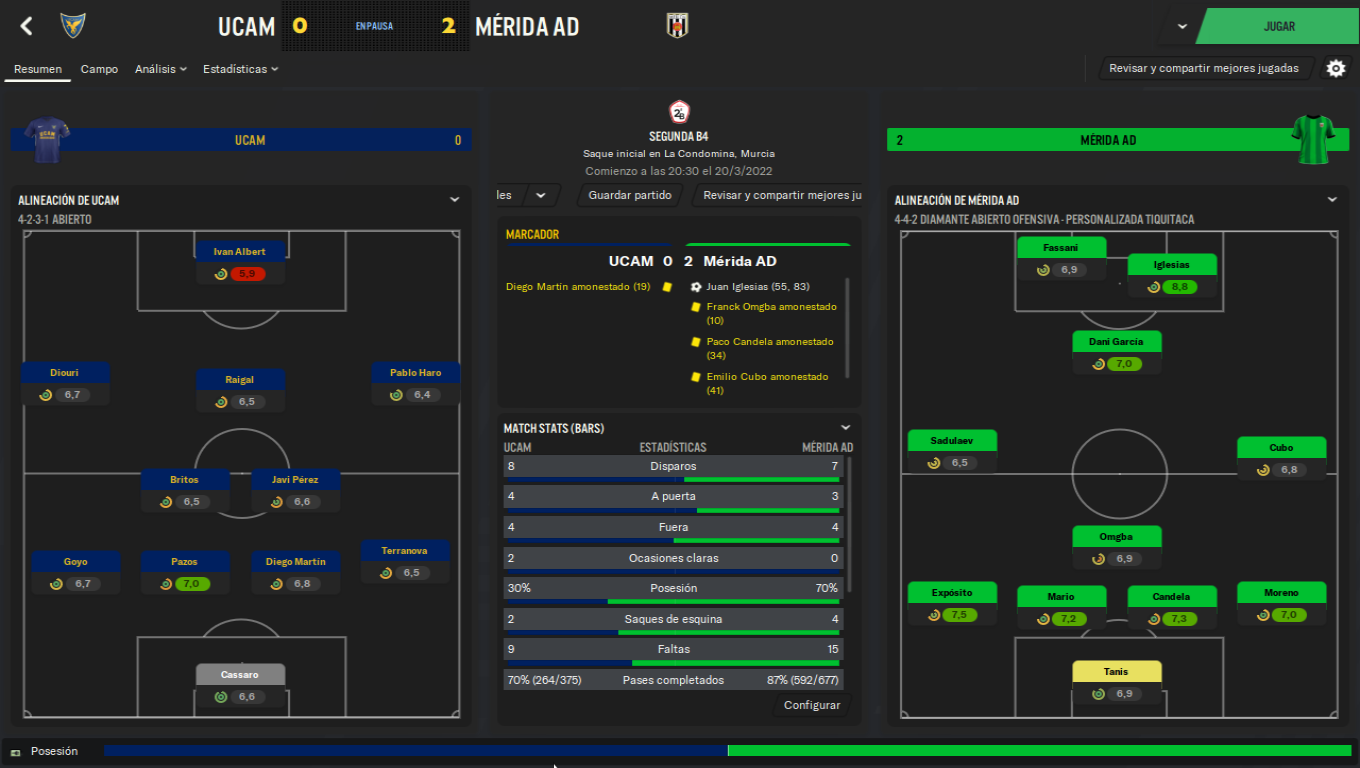 UCAM 0 EN PAUSA 2 MÉRIDA AD
JUGAR
Resumen Campo Análisis Estadísticas
Revisar y compartir mejores jugadas
UCAM 0
ALINEACIÓN DE UCAM
4-2-3-1 ABIERTO
Ivan Albert
5,9
Diouri
6,7
Raigal
6,5
Pablo Haro
6,4
Britos
6,5
Javi Pérez
6,6
Goyo
6,7
Pazos
7,0
Diego Martín
6,8
Terranova
6,5
Cassaro
6,6
2B
SEGUNDA B4
Saque inicial en La Condomina, Murcia
Comienzo a las 20:30 el 20/3/2022
les Guardar partido Revisar y compartir mejores ju
MARCADOR
UCAM 0 2 Mérida AD
Diego Martín amonestado (19)
Juan Iglesias (55, 83)
Franck Omgba amonestado
(10)
Paco Candela amonestado
(34)
Emilio Cubo amonestado
(41)
MATCH STATS (BARS)
UCAM ESTADÍSTICAS MÉRIDA AD
8 Disparos 7
4 A puerta 3
4 Fuera 4
2 Ocasiones claras 0
30% Posesión 70%
2 Saques de esquina 4
9 Faltas 15
70% (264/375) Pases completados 87% (592/677)
Configurar
2 MÉRIDA AD
ALINEACIÓN DE MÉRIDA AD
4-4-2 DIAMANTE ABIERTO OFENSIVA - PERSONALIZADA TIQUITACA
Fassani
6,9
Iglesias
8,8
Dani García
7,0
Sadulaev
6,5
Cubo
6,8
Omgba
6,9
Expósito
7,5
Mario
7,2
Candela
7,3
Moreno
7,0
Tanis
6,9
Posesión